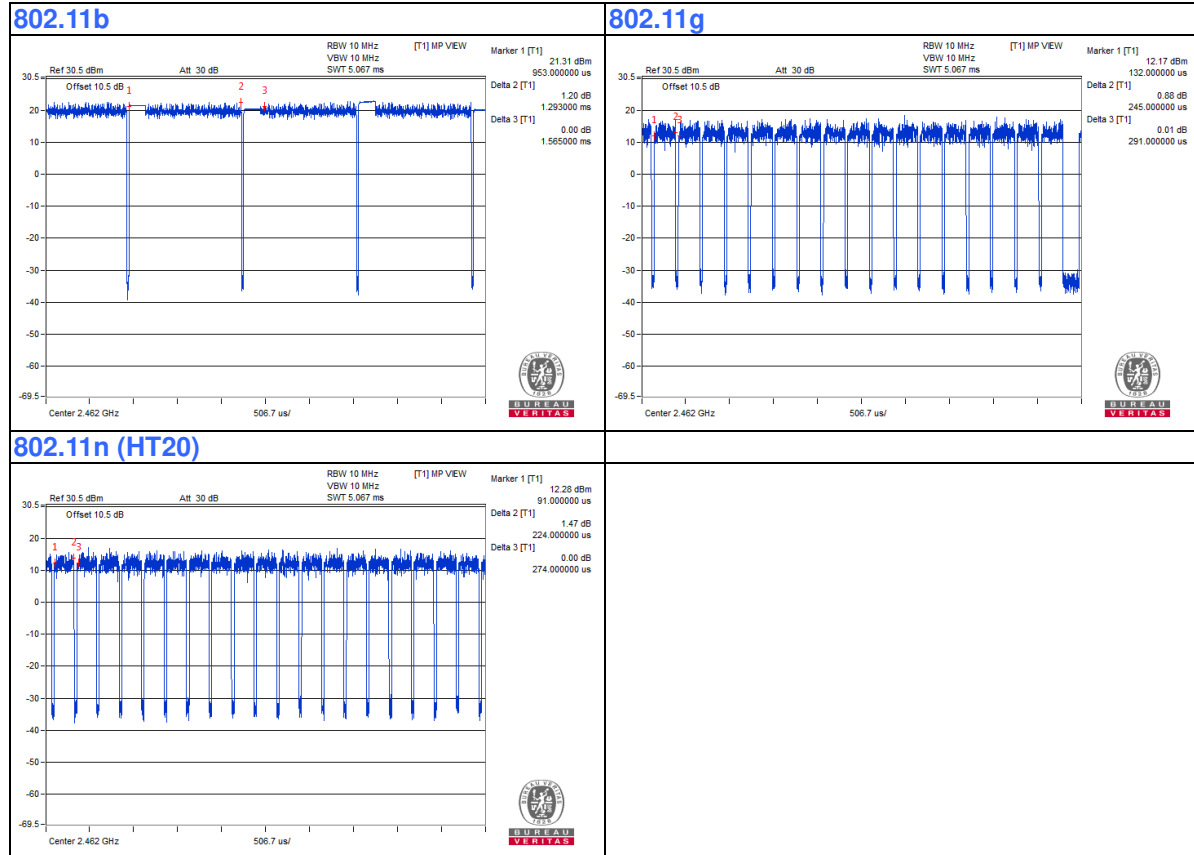 802.11b
RBW 10 MHz [T1] MP VIEW
VBW 10 MHz
Ref 30.5 dBm Att 30 dB SWT 5.067 ms
Marker 1 [T1]
21.31 dBm
953.000000 us
Delta 2 [T1]
1.20 dB
1.293000 ms
Delta 3 [T1]
0.00 dB
1.565000 ms
30.5
Offset 10.5 dB
1
2
3
20
10
0
-10
-20
-30
-40
-50
-60
-69.5
Center 2.462 GHz 506.7 us/
BUREAU VERITAS
1828
BUREAU
VERITAS
802.11g
RBW 10 MHz [T1] MP VIEW
VBW 10 MHz
Ref 30.5 dBm Att 30 dB SWT 5.067 ms
Marker 1 [T1]
12.17 dBm
132.000000 us
Delta 2 [T1]
0.88 dB
245.000000 us
Delta 3 [T1]
0.01 dB
291.000000 us
30.5
Offset 10.5 dB
1
2
3
20
10
0
-10
-20
-30
-40
-50
-60
-69.5
Center 2.462 GHz 506.7 us/
BUREAU VERITAS
1828
BUREAU
VERITAS
802.11n (HT20)
RBW 10 MHz [T1] MP VIEW
VBW 10 MHz
Ref 30.5 dBm Att 30 dB SWT 5.067 ms
Marker 1 [T1]
12.28 dBm
91.000000 us
Delta 2 [T1]
1.47 dB
224.000000 us
Delta 3 [T1]
0.00 dB
274.000000 us
30.5
Offset 10.5 dB
1
2
3
20
10
0
-10
-20
-30
-40
-50
-60
-69.5
Center 2.462 GHz 506.7 us/
BUREAU VERITAS
1828
BUREAU
VERITAS